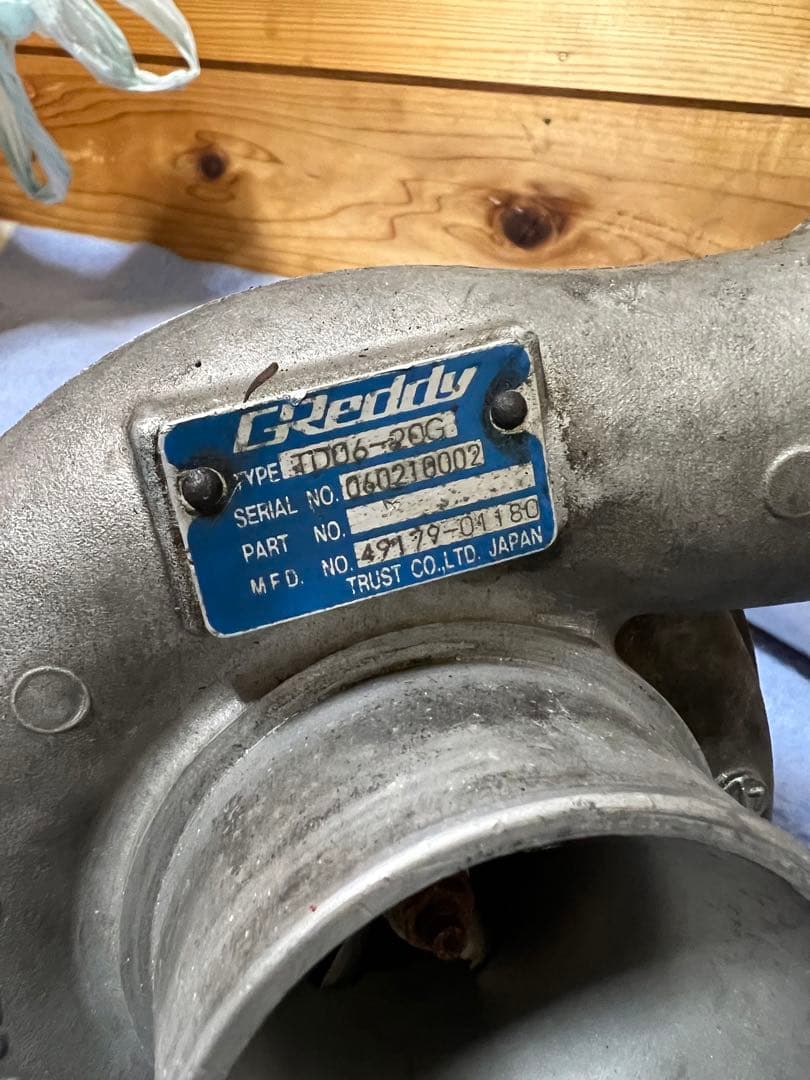 GReddy
TYPE TD06-20G
SERIAL NO. 060210002
PART NO.
MFD. NO. 49179-01180
TRUST CO.,LTD. JAPAN